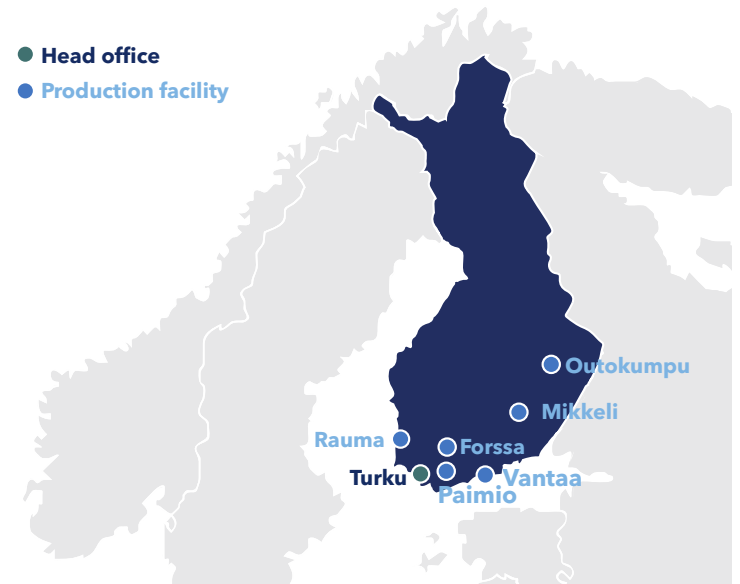 Head office
Production facility
Outokumpu
Mikkeli
Rauma
Forssa
Turku
Vantaa
Paimio